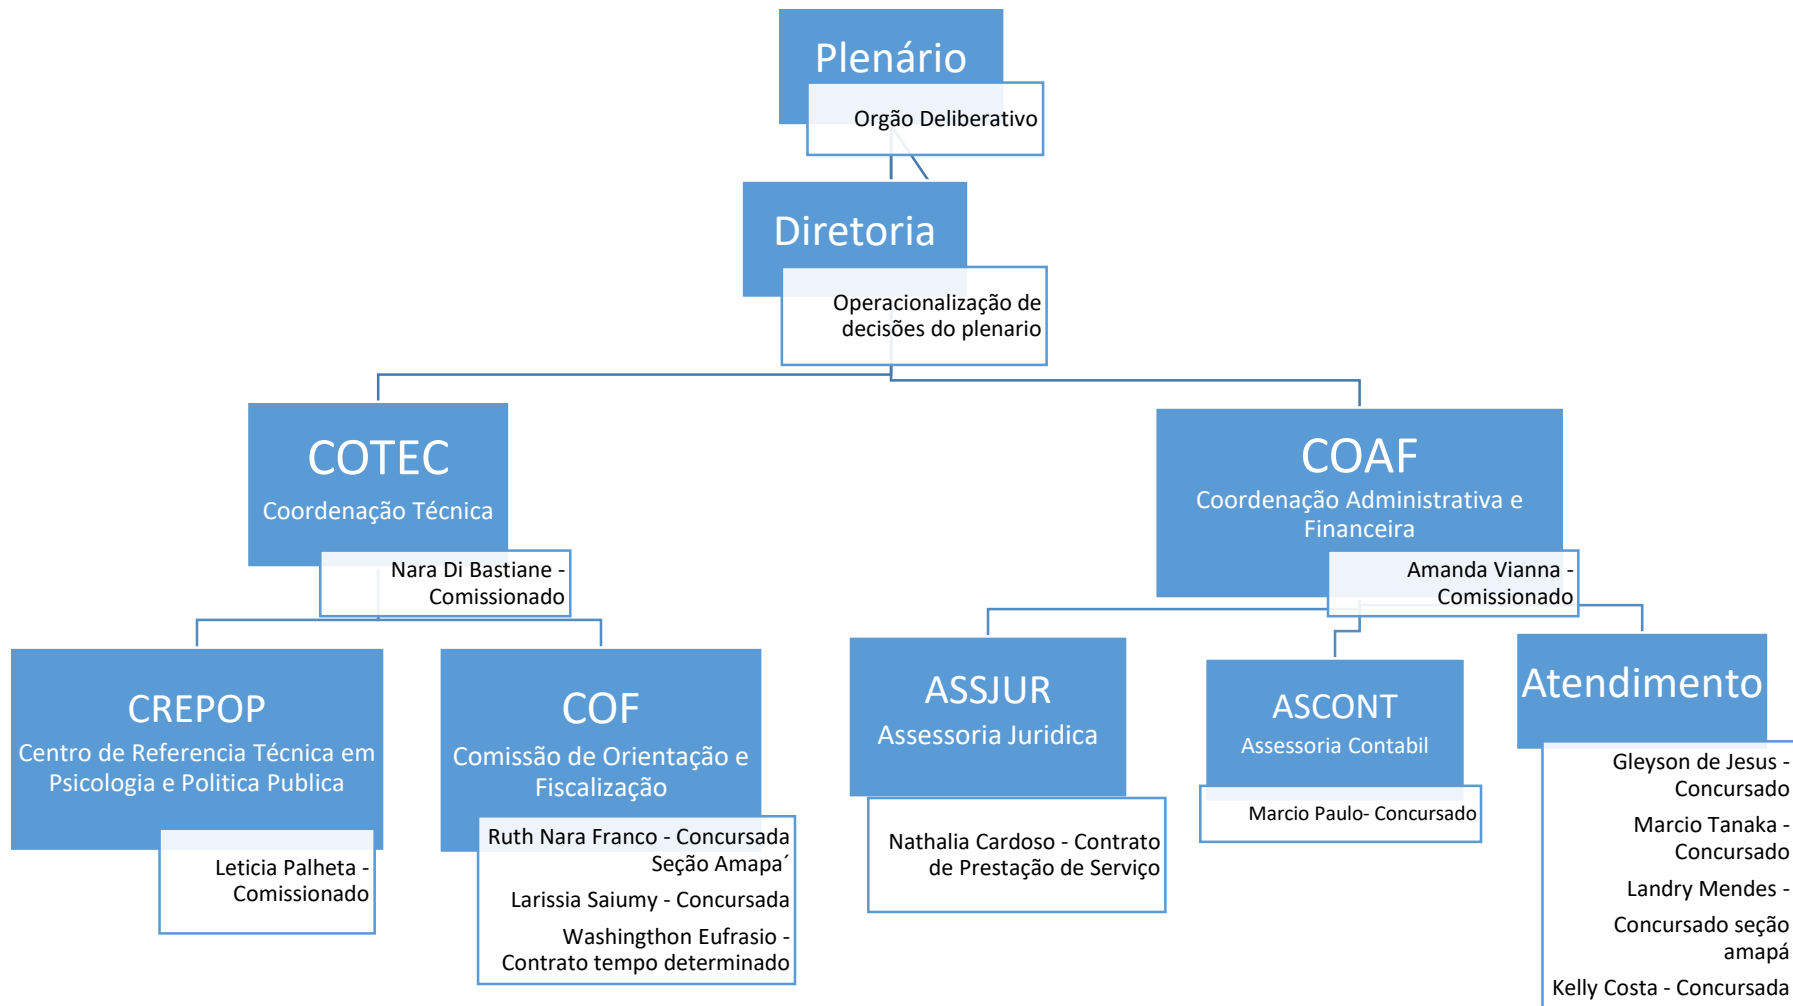 Plenário
Orgão Deliberativo
Diretoria
Operacionalização de
decisões do plenario
COTEC
Coordenação Técnica
Nara Di Bastiane -
Comissionado
COAF
Coordenação Administrativa e
Financeira
Amanda Vianna -
Comissionado
CREPOP
Centro de Referencia Técnica em
Psicologia e Politica Publica
Leticia Palheta -
Comissionado
COF
Comissão de Orientação e
Fiscalização
Ruth Nara Franco - Concursada
Seção Amapa´
Larissia Saiumy - Concursada
Washingthon Eufrasio -
Contrato tempo determinado
ASSJUR
Assessoria Juridica
Nathalia Cardoso - Contrato
de Prestação de Serviço
ASCONT
Assessoria Contabil
Marcio Paulo- Concursado
Atendimento
Gleyson de Jesus -
Concursado
Marcio Tanaka -
Concursado
Landry Mendes -
Concursado seção
amapá
Kelly Costa - Concursada